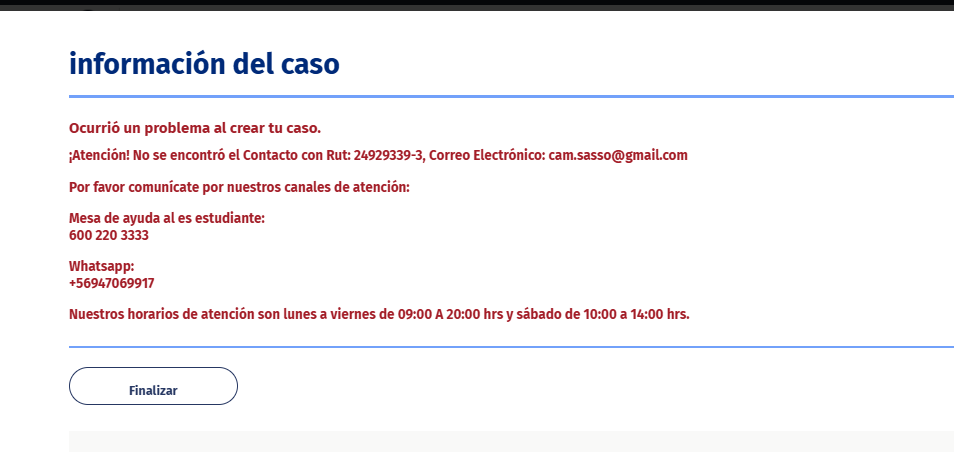 información del caso
Ocurrió un problema al crear tu caso.
¡Atención! No se encontró el Contacto con Rut: 24929339-3, Correo Electrónico: cam.sasso@gmail.com
Por favor comunícate por nuestros canales de atención:
Mesa de ayuda al es estudiante:
600 220 3333
Whatsapp:
+56947069917
Nuestros horarios de atención son lunes a viernes de 09:00 A 20:00 hrs y sábado de 10:00 a 14:00 hrs.
Finalizar